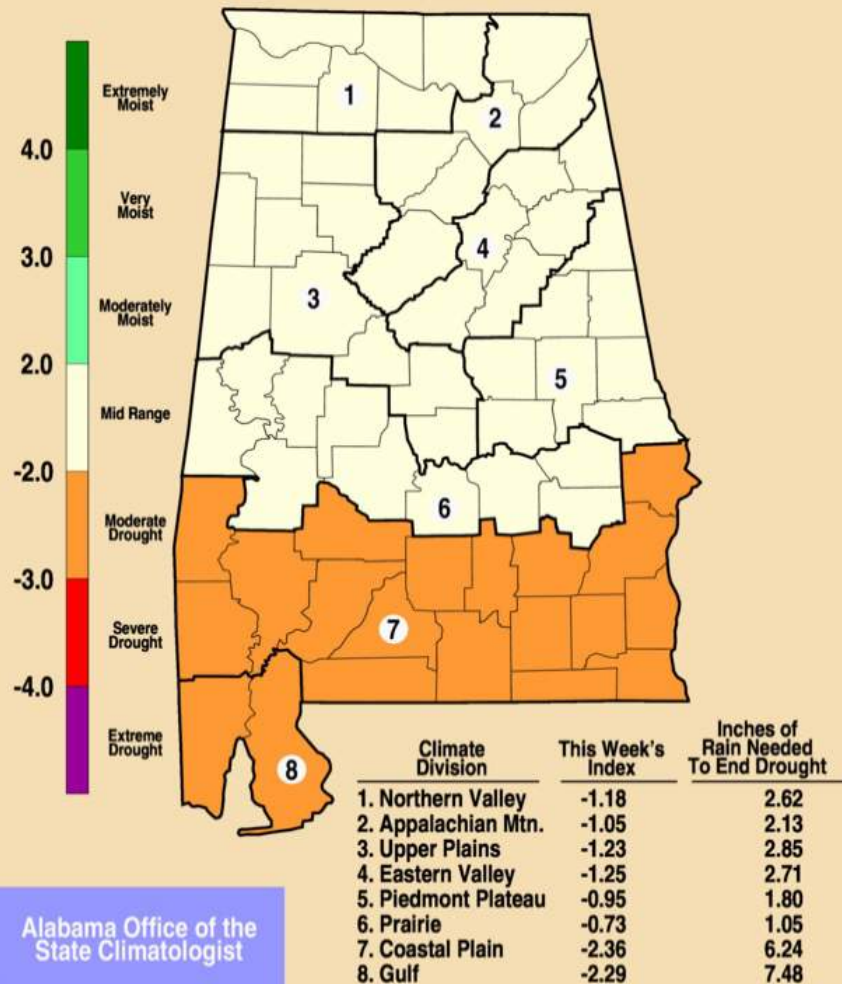 Extremely
Moist
4.0
Very
Moist
3.0
Moderately
Moist
2.0
Mid Range
-2.0
Moderate
Drought
-3.0
Severe
Drought
-4.0
Extreme
Drought
1
2
3
4
5
6
7
8
Climate Division This Week's Index Inches of Rain Needed To End Drought
1. Northern Valley -1.18 2.62
2. Appalachian Mtn. -1.05 2.13
3. Upper Plains -1.23 2.85
4. Eastern Valley -1.25 2.71
5. Piedmont Plateau -0.95 1.80
6. Prairie -0.73 1.05
7. Coastal Plain -2.36 6.24
8. Gulf -2.29 7.48
Alabama Office of the
State Climatologist